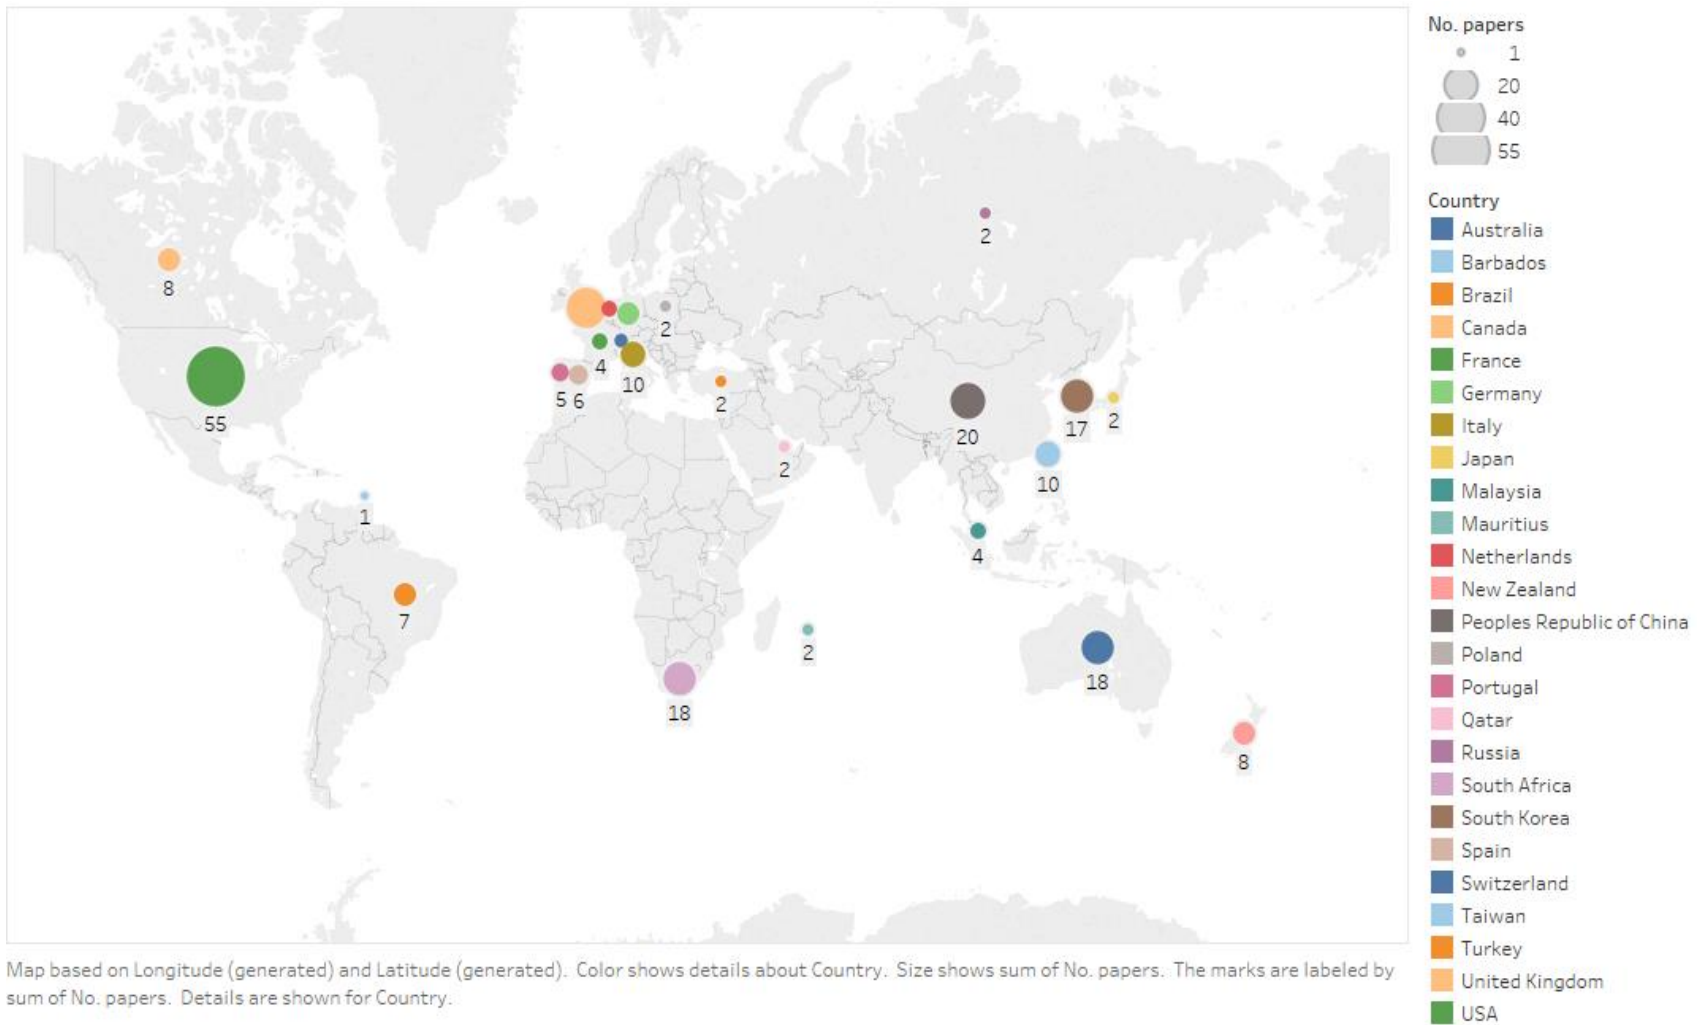 No. papers
1
20
40
55
Country
Australia
Barbados
Brazil
Canada
France
Germany
Italy
Japan
Malaysia
Mauritius
Netherlands
New Zealand
Peoples Republic of China
Poland
Portugal
Qatar
Russia
South Africa
South Korea
Spain
Switzerland
Taiwan
Turkey
United Kingdom
USA
2
8
2
4
10
5 6
2
55
20
17
2
2
10
1
4
7
2
18
18
8
Map based on Longitude (generated) and Latitude (generated). Color shows details about Country. Size shows sum of No. papers. The marks are labeled by
sum of No. papers. Details are shown for Country.